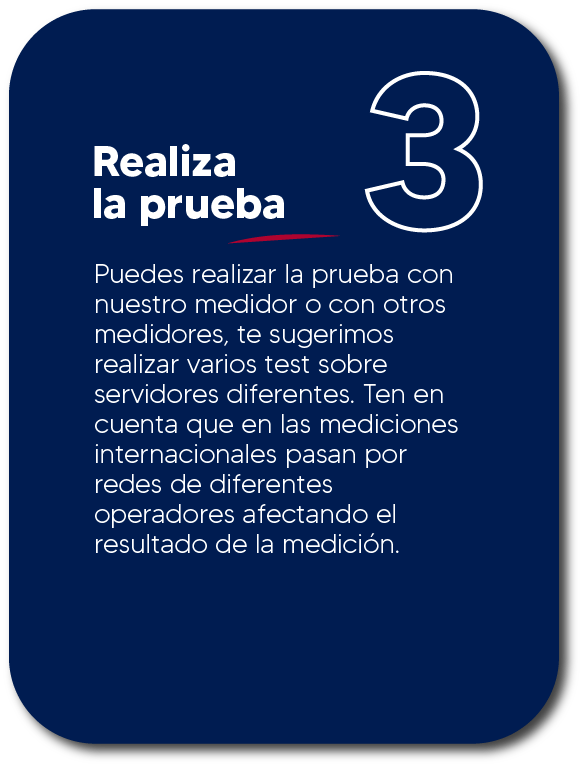 3
Realiza
la prueba
Puedes realizar la prueba con
nuestro medidor o con otros
medidores, te sugerimos
realizar varios test sobre
servidores diferentes. Ten en
cuenta que en las mediciones
internacionales pasan por
redes de diferentes
operadores afectando el
resultado de la medición.